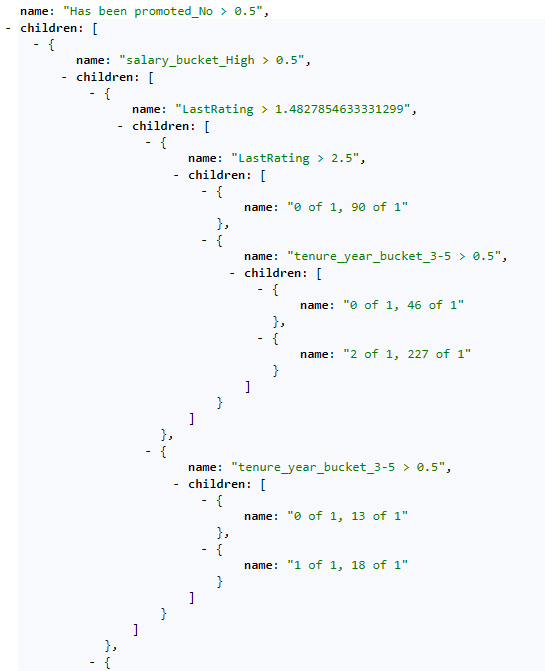 name: "Has been promoted_No > 0.5",
- children: [
- {
name: "salary_bucket_High > 0.5",
- children: [
- {
name: "LastRating > 1.4827854633331299",
- children: [
- {
name: "LastRating > 2.5",
- children: [
- {
name: "0 of 1, 90 of 1"
},
- {
name: "tenure_year_bucket_3-5 > 0.5",
- children: [
- {
name: "0 of 1, 46 of 1"
},
- {
name: "2 of 1, 227 of 1"
}
]
}
]
},
- {
name: "tenure_year_bucket_3-5 > 0.5",
- children: [
- {
name: "0 of 1, 13 of 1"
},
- {
name: "1 of 1, 18 of 1"
}
]
}
]
},
- {